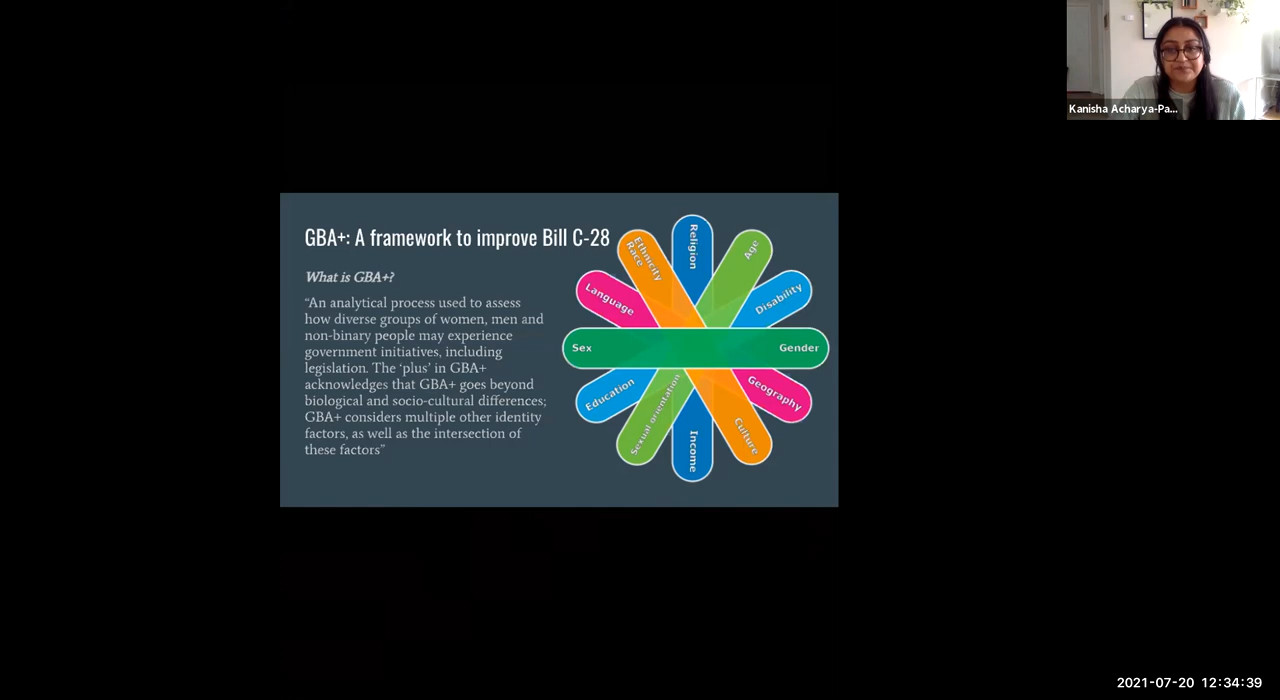 Kanisha Acharya-Pa...
GBA+: A framework to improve Bill C-28
What is GBA+?
“An analytical process used to assess
how diverse groups of women, men and
non-binary people may experience
government initiatives, including
legislation. The ‘plus’ in GBA+
acknowledges that GBA+ goes beyond
biological and socio-cultural differences;
GBA+ considers multiple other identity
factors, as well as the intersection of
these factors”
Ethnicity
Race
Religion
Age
Language
Disability
Sex
Gender
Education
Geography
Sexual orientation
Income
Culture
2021-07-20 12:34:39